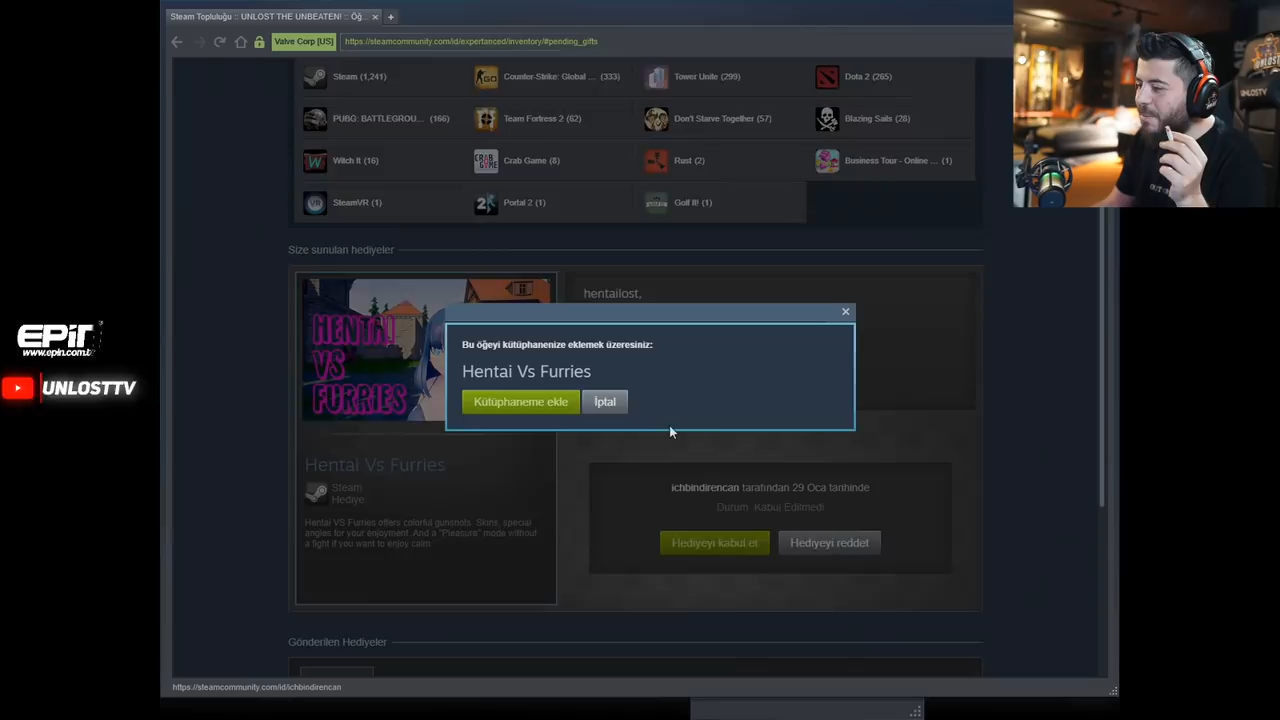 Steam Topluluğu :: UNLOST THE UNBEATEN! :: Öğ...
Valve Corp [US]
https://steamcommunity.com/id/expertanced/inventory/#pending_gifts
Steam (1,241)
Counter-Strike: Global ... (333)
Tower Unite (299)
Dota 2 (265)
PUBG: BATTLEGROU... (166)
Team Fortress 2 (62)
Don't Starve Together (57)
Blazing Sails (28)
Witch It (16)
Crab Game (8)
Rust (2)
Business Tour - Online ... (1)
SteamVR (1)
Portal 2 (1)
Golf It! (1)
Size sunulan hediyeler
hentailost,
HENTAI
VS
FURRIES
Bu öğeyi kütüphanenize eklemek üzeresiniz:
Hentai Vs Furries
Kütüphaneme ekle
İptal
EPiN
www.epin.com.tr
UNLOSTTV
Hentai Vs Furries
Steam
Hediye
Hentai VS Furries offers colorful gunshots. Skins, special
angles for your enjoyment. And a "Pleasure" mode without
a fight if you want to enjoy calm.
ichbindirencan tarafından 29 Oca tarihinde
Durum: Kabul Edilmedi
Hediyeyi kabul et
Hediyeyi reddet
Gönderilen Hediyeler
https://steamcommunity.com/id/ichbindirencan